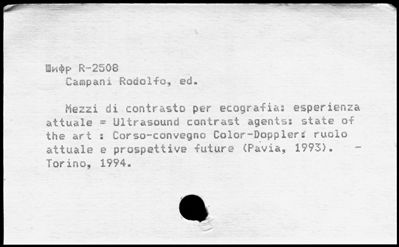 Шифр R-2508
Campani Rodolfo, ed.
Mezzi di contrasto per ecografia: esperienza
attuale = Ultrasound contrast agents: state of
the art : Corso-convegno Color-Doppler: ruolo
attuale e prospettive future (Pavia, 1993). -
Torino, 1994.